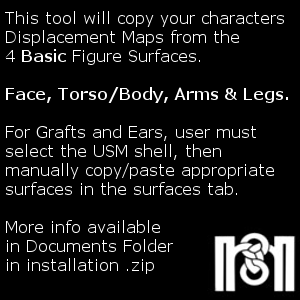 This tool will copy your characters
Displacement Maps from the
4 Basic Figure Surfaces.
Face, Torso/Body, Arms & Legs.
For Grafts and Ears, user must
select the USM shell, then
manually copy/paste appropriate
surfaces in the surfaces tab.
More info available
in Documents Folder
in installation .zip